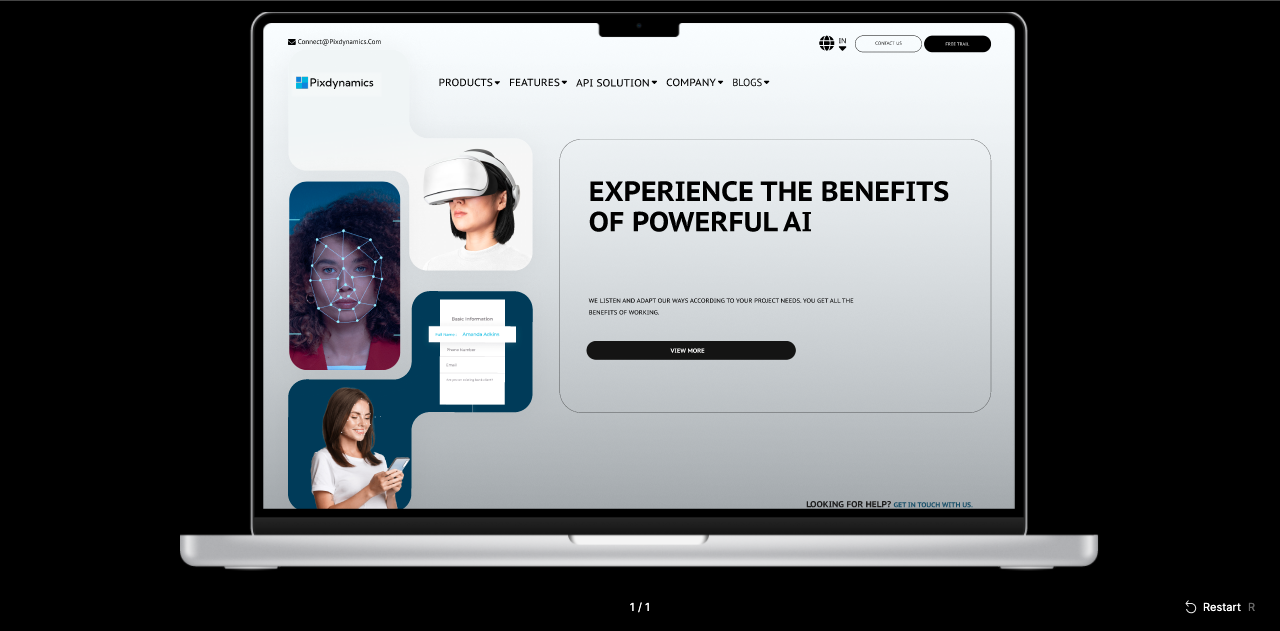 Connect@Pixdynamics.Com
IN
CONTACT US
FREE TRAIL
Pixdynamics
PRODUCTS FEATURES API SOLUTION COMPANY BLOGS
EXPERIENCE THE BENEFITS
OF POWERFUL AI
WE LISTEN AND ADAPT OUR WAYS ACCORDING TO YOUR PROJECT NEEDS. YOU GET ALL THE
BENEFITS OF WORKING.
VIEW MORE
Basic Information
Full Name: Amanda Adkins
Phone Number
Email
LOOKING FOR HELP? GET IN TOUCH WITH US.
1 / 1
Restart R